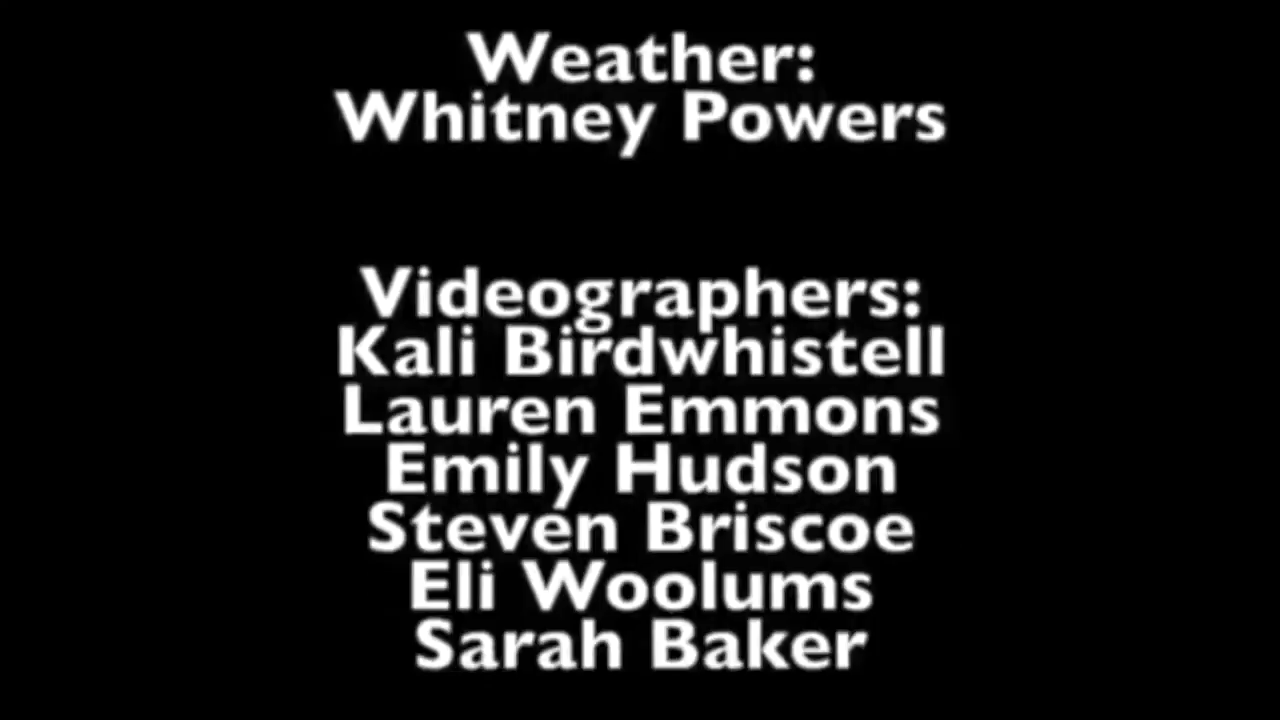 Weather:
Whitney Powers
Videographers:
Kali Birdwhistell
Lauren Emmons
Emily Hudson
Steven Briscoe
Eli Woolums
Sarah Baker